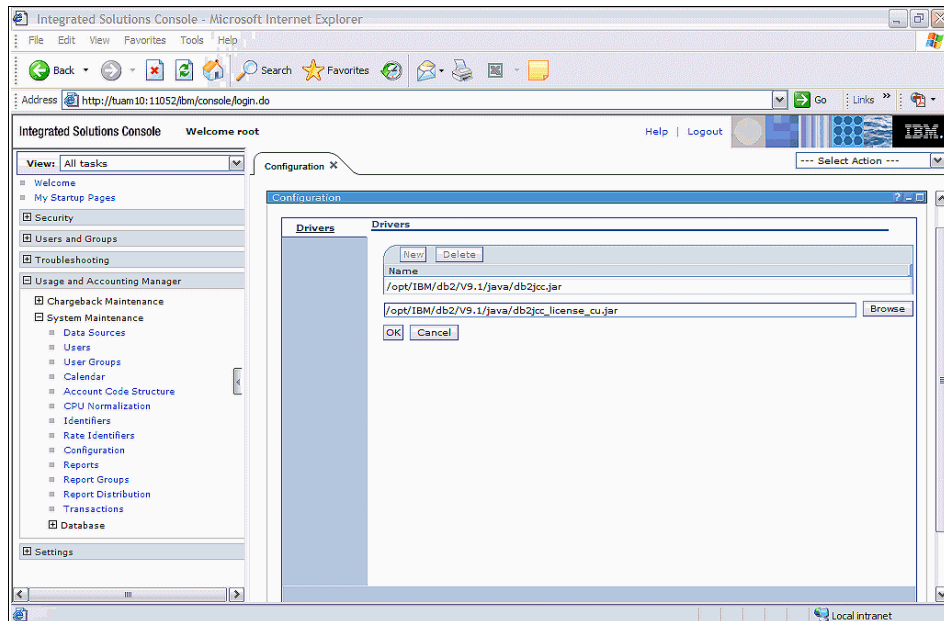 Integrated Solutions Console - Microsoft Internet Explorer
File Edit View Favorites Tools Help
Back Search Favorites
Address http://tuam10:11052/ibm/console/login.do Go Links »
Integrated Solutions Console Welcome root Help | Logout IBM.
View: All tasks
Configuration X --- Select Action ---
Welcome
My Startup Pages
Security
Users and Groups
Troubleshooting
Usage and Accounting Manager
Chargeback Maintenance
System Maintenance
Data Sources
Users
User Groups
Calendar
Account Code Structure
CPU Normalization
Identifiers
Rate Identifiers
Configuration
Reports
Report Groups
Report Distribution
Transactions
Database
Settings
Configuration ?
Drivers
Drivers
New Delete
Name
/opt/IBM/db2/V9.1/java/db2jcc.jar
/opt/IBM/db2/V9.1/java/db2jcc_license_cu.jar Browse
OK Cancel
Local intranet